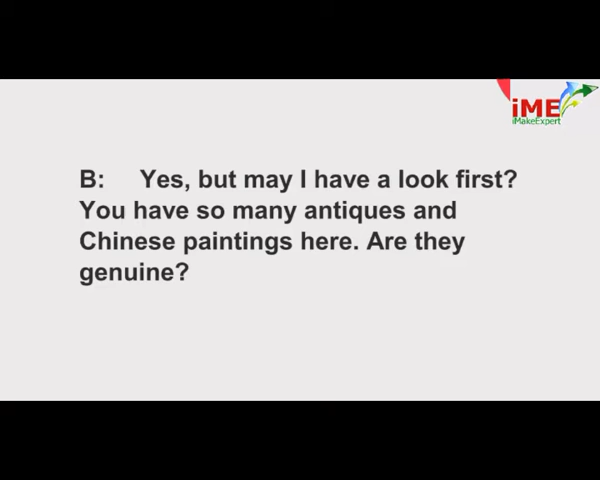 iME
iMakeExpert
B: Yes, but may I have a look first?
You have so many antiques and
Chinese paintings here. Are they
genuine?